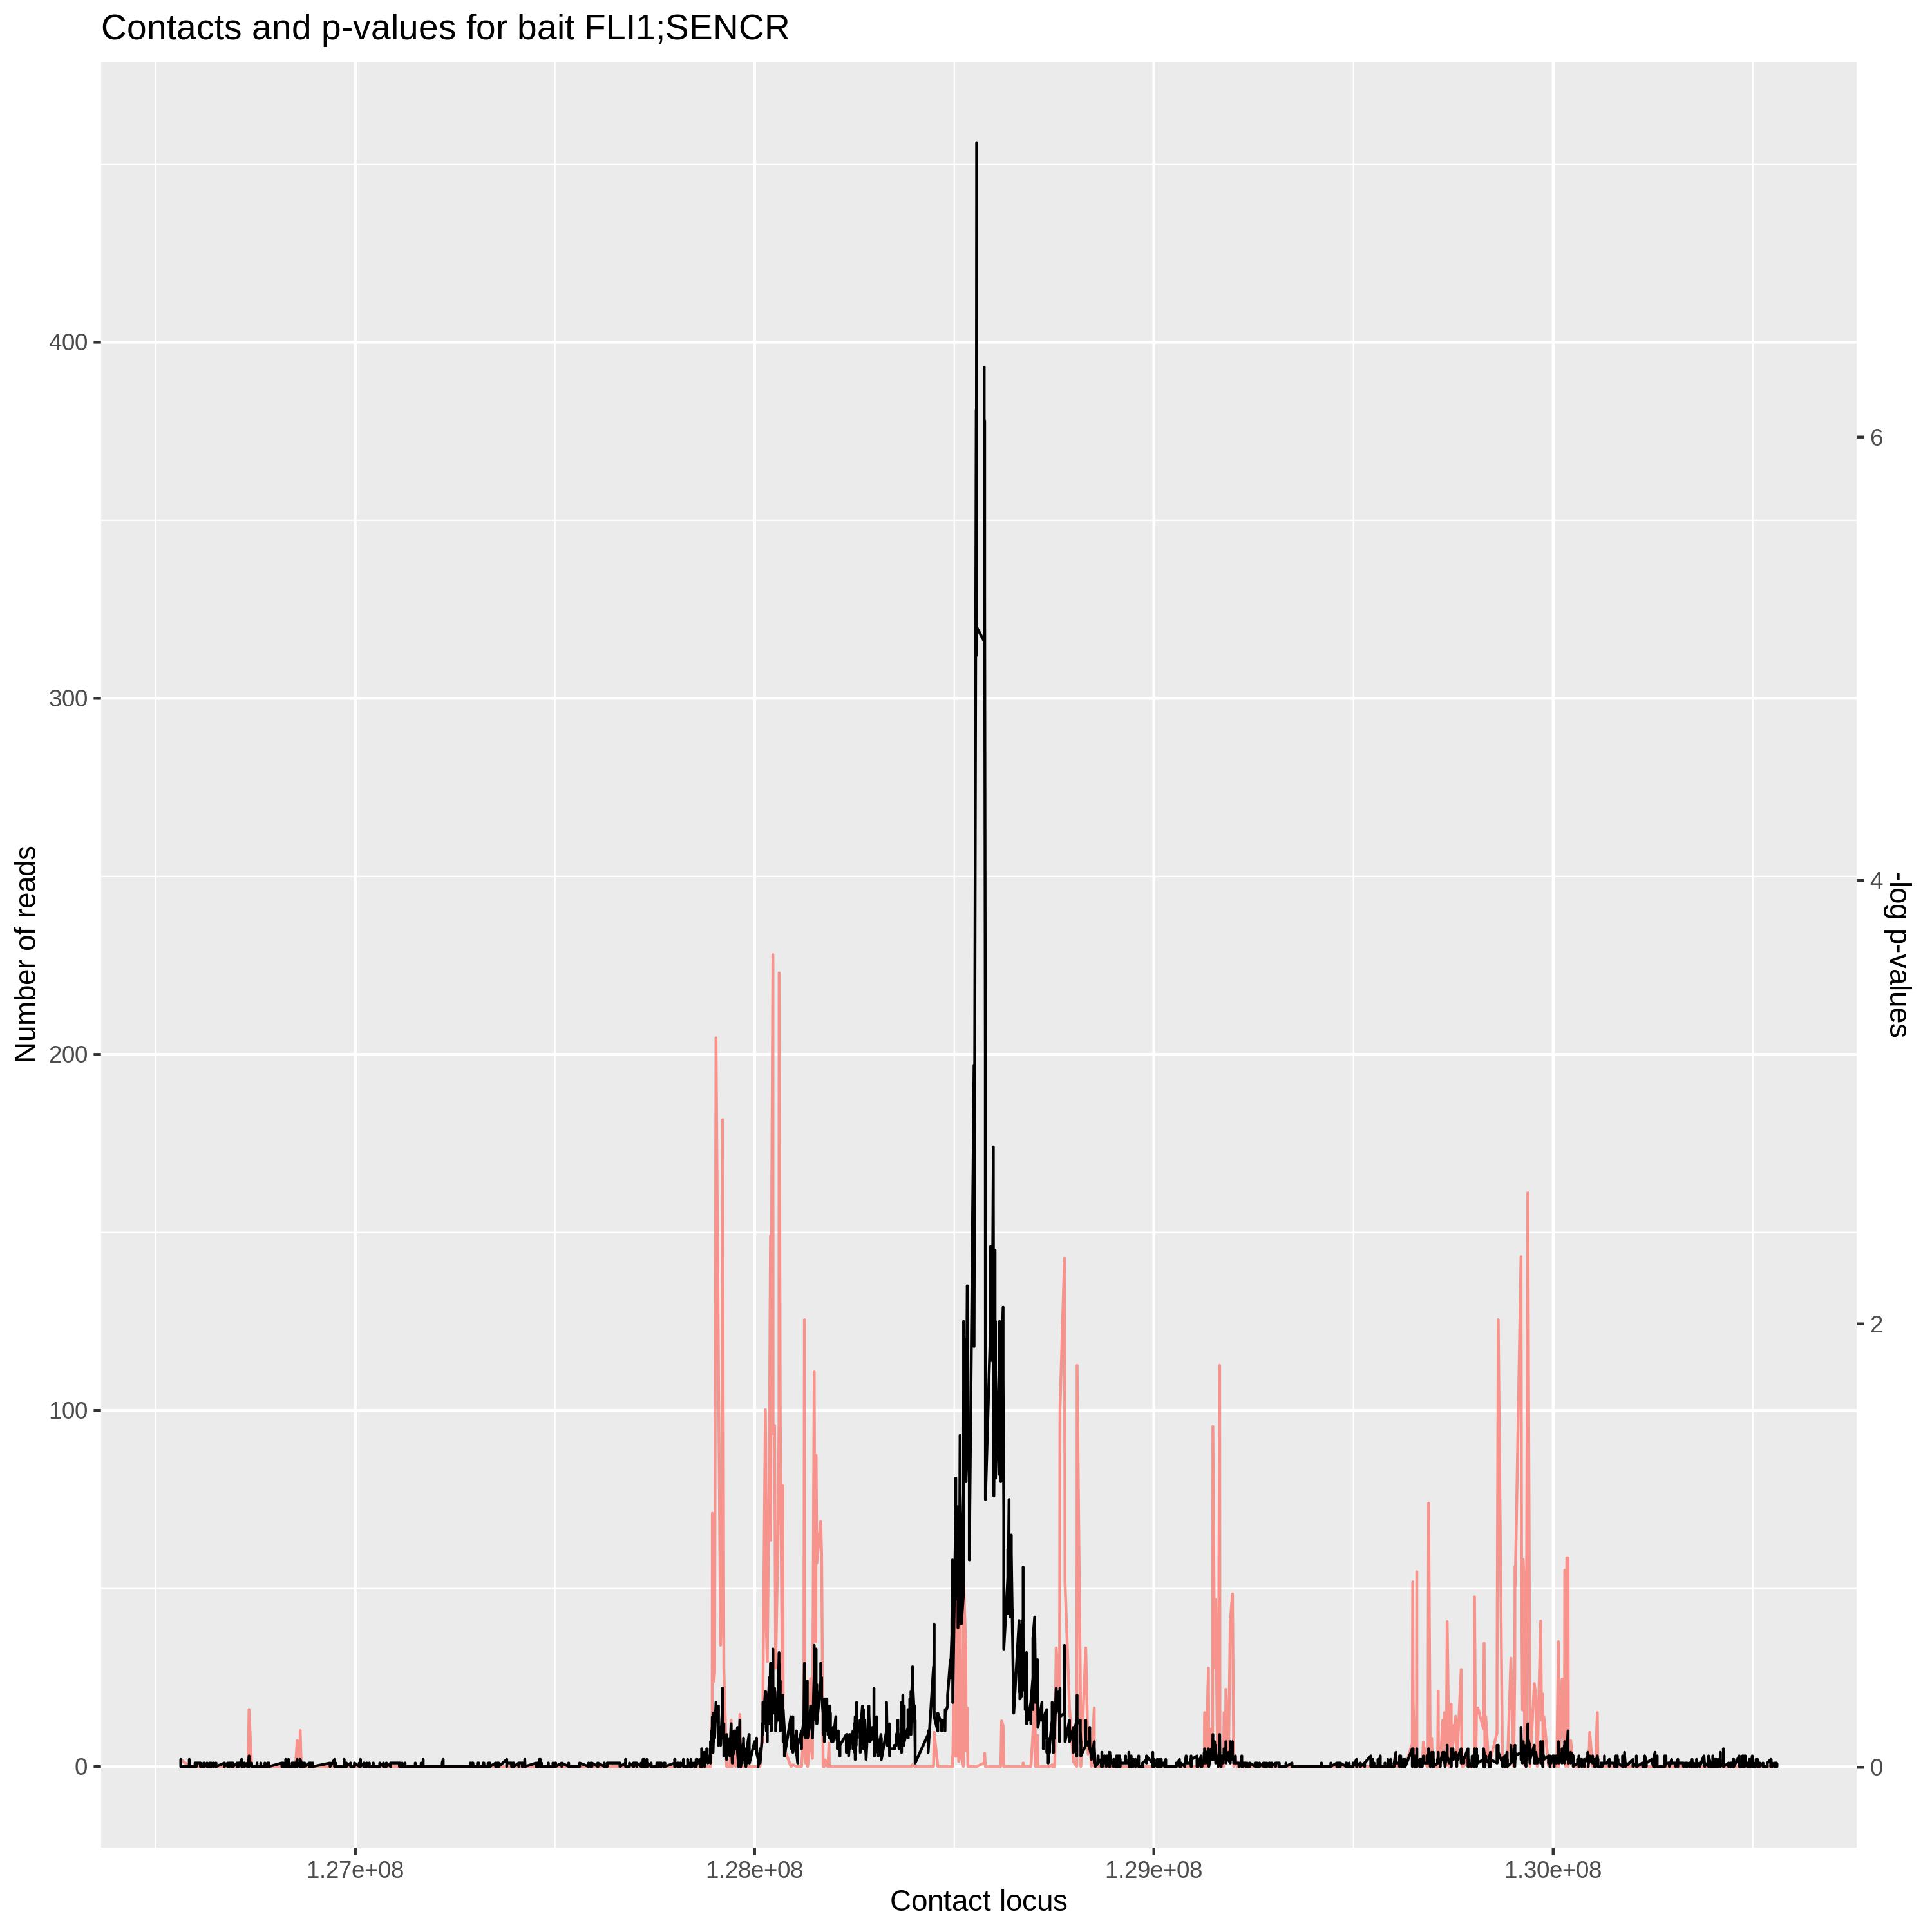 Contacts and p-values for bait FLI1;SENCR
400
300
200
100
0
Number of reads
6
4
2
0
-log p-values
1.27e+08
1.28e+08
1.29e+08
1.30e+08
Contact locus